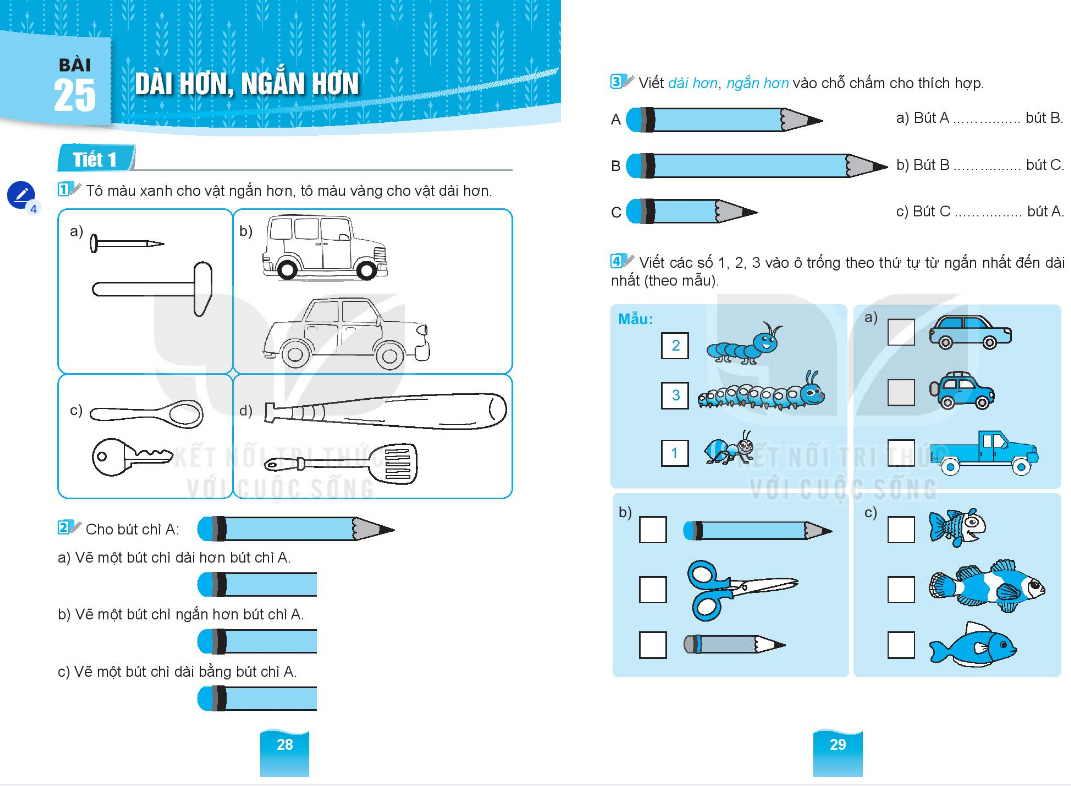 BÀI
25
DÀI HƠN, NGẮN HƠN
Tiết 1
4
1 Tô màu xanh cho vật ngắn hơn, tô màu vàng cho vật dài hơn.
a)
b)
c)
d)
2 Cho bút chì A:
a) Vẽ một bút chì dài hơn bút chì A.
b) Vẽ một bút chì ngắn hơn bút chì A.
c) Vẽ một bút chì dài bằng bút chì A.
28
3 Viết dài hơn, ngắn hơn vào chỗ chấm cho thích hợp.
A
a) Bút A ................ bút B.
B
b) Bút B ................ bút C.
C
c) Bút C ................ bút A.
4 Viết các số 1, 2, 3 vào ô trống theo thứ tự từ ngắn nhất đến dài
nhất (theo mẫu).
Mẫu:
2
3
1
a)
b)
c)
29
KẾT NỐI TRI THỨC
VỚI CUỘC SỐNG
KẾT NỐI TRI THỨC
VỚI CUỘC SỐNG